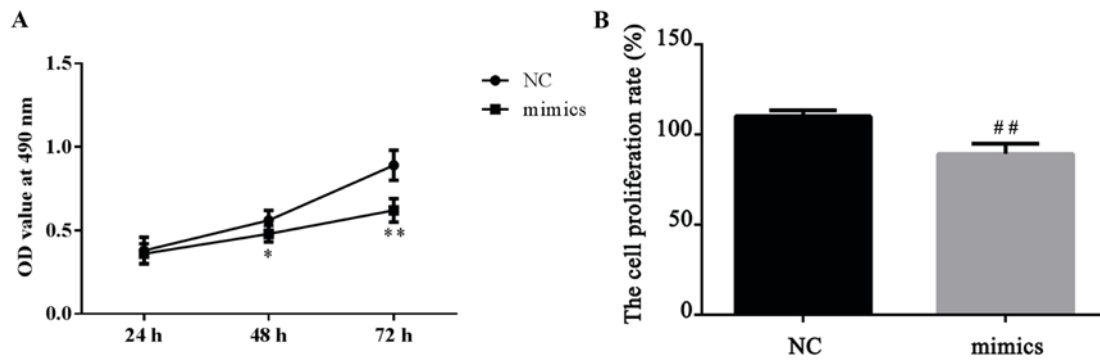 A
OD value at 490 nm
1.5
1.0
0.5
0.0
24 h
48 h
72 h
*
**
NC
mimics
B
The cell proliferation rate (%)
150
100
50
0
##
NC
mimics